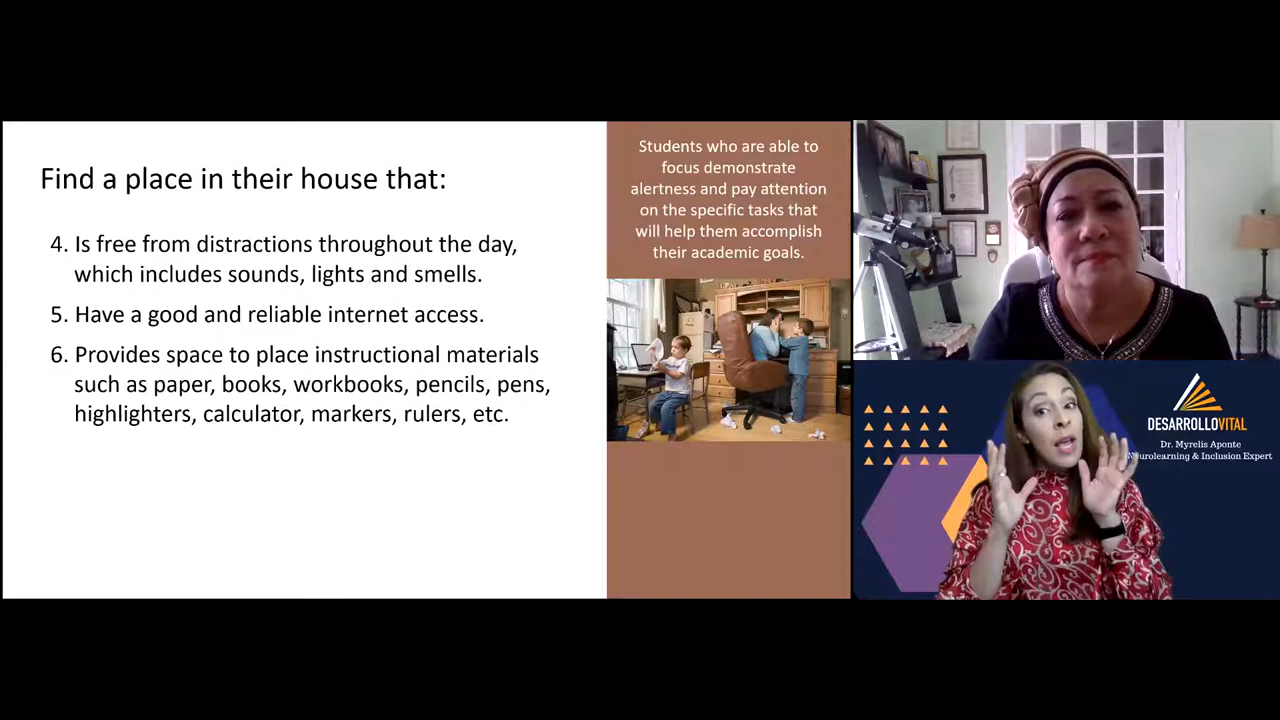 Find a place in their house that:
4. Is free from distractions throughout the day,
which includes sounds, lights and smells.
5. Have a good and reliable internet access.
6. Provides space to place instructional materials
such as paper, books, workbooks, pencils, pens,
highlighters, calculator, markers, rulers, etc.
Students who are able to
focus demonstrate
alertness and pay attention
on the specific tasks that
will help them accomplish
their academic goals.
DESARROLLOVITAL
Dr. Myrelis Aponte
Neurolearning & Inclusion Expert